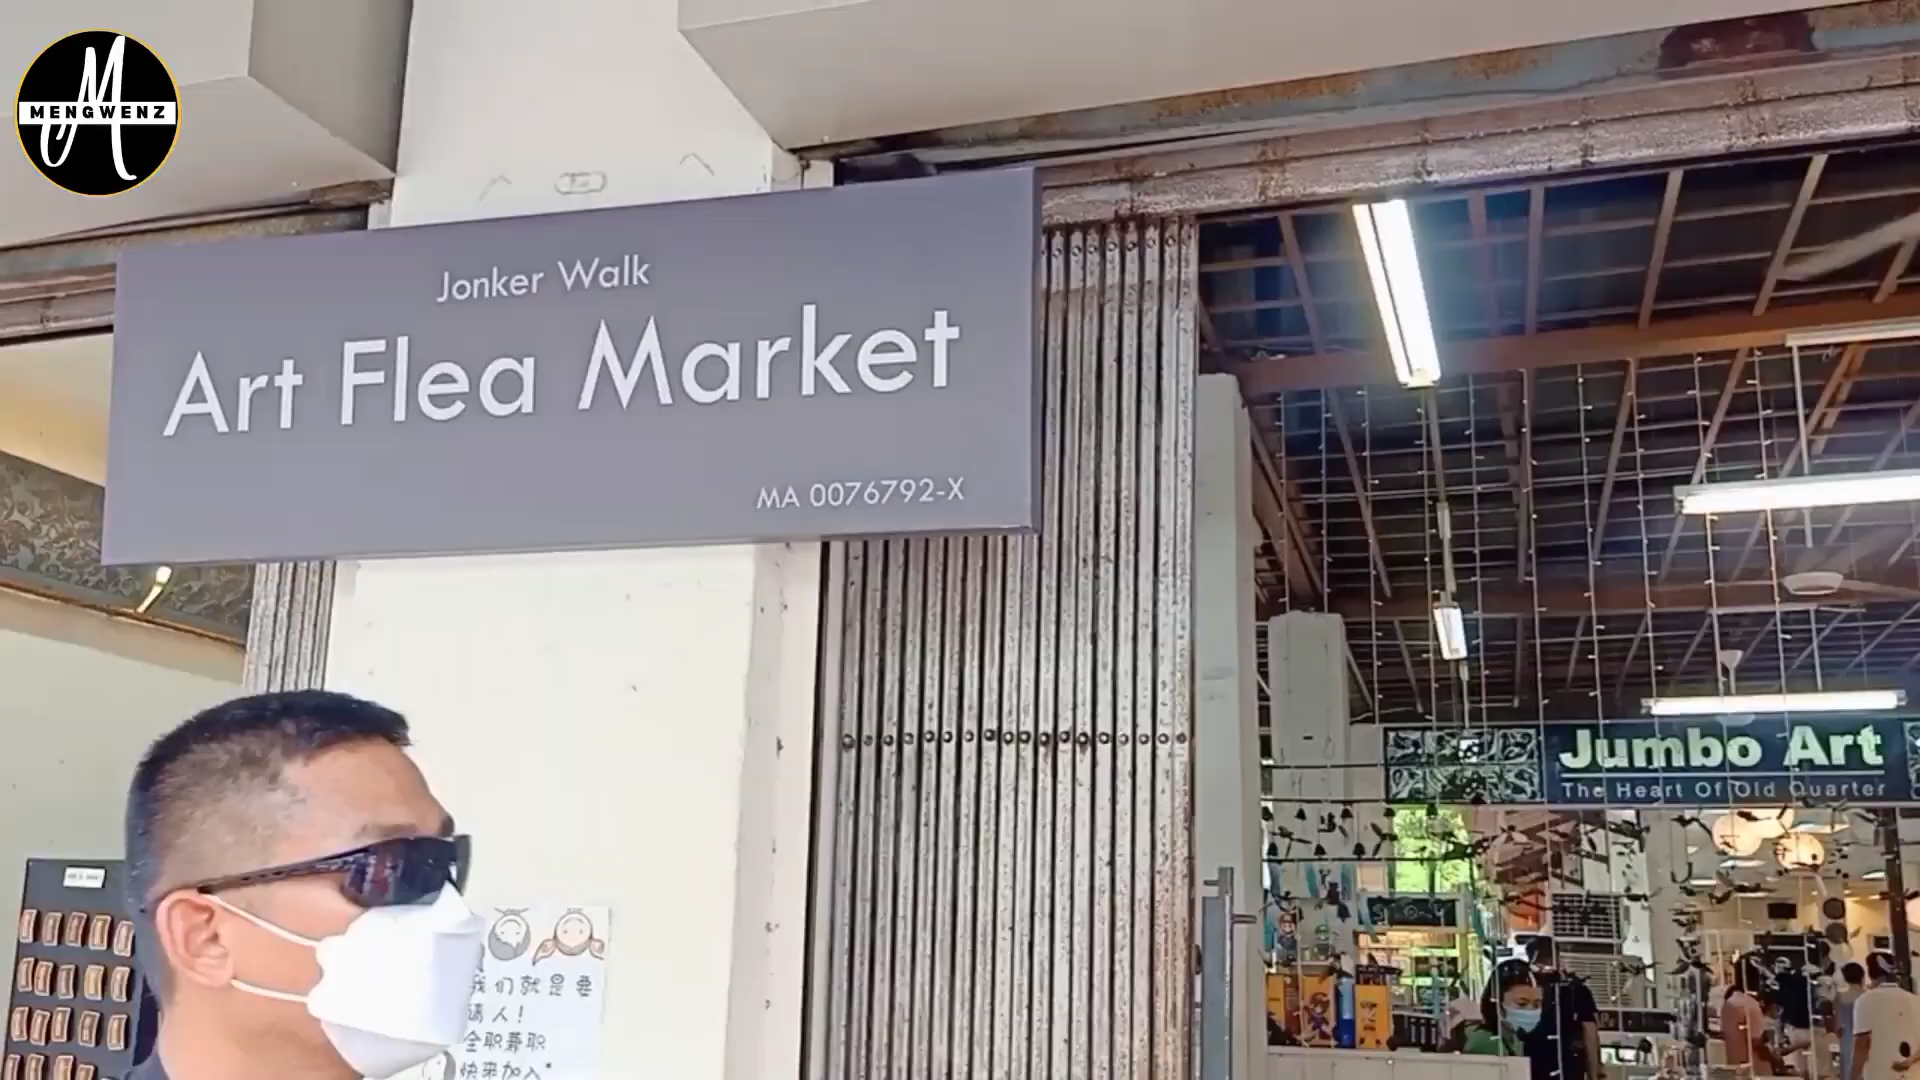 MENGWENZ
Jonker Walk
Art Flea Market
MA 0076792-X
Jumbo Art
The Heart Of Old Quarter
我们就是要
请人!
全职兼职
快来加入